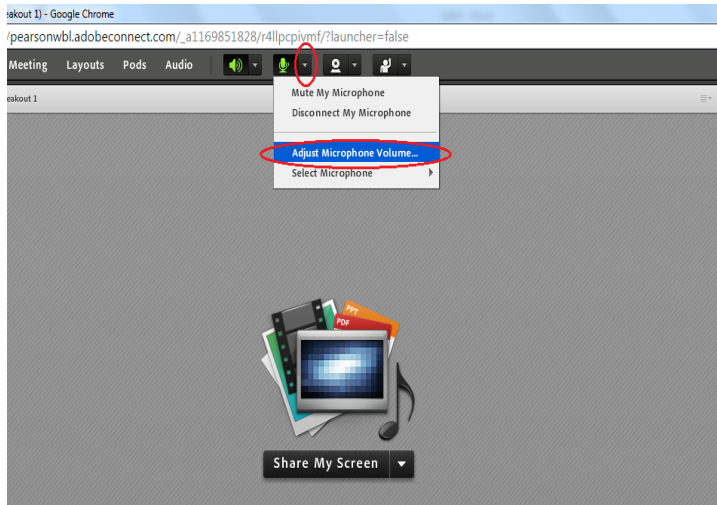 eakout 1) - Google Chrome
/pearsonwbl.adobeconnect.com/_a1169851828/r4llpcpivmf/?launcher=false
Meeting Layouts Pods Audio
eakout 1
Mute My Microphone
Disconnect My Microphone
Adjust Microphone Volume...
Select Microphone
PPT
PDF
Share My Screen